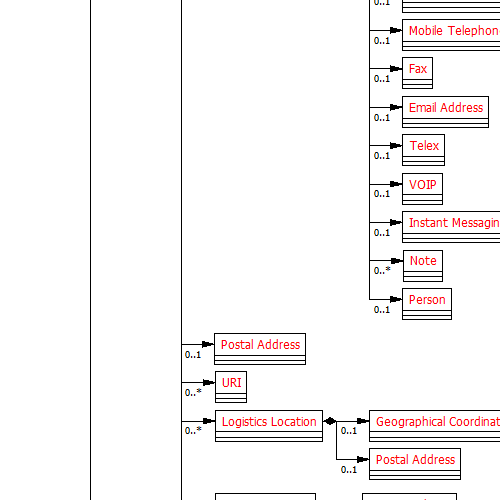 0..1
Mobile Telephon
0..1
Fax
0..1
Email Address
0..1
Telex
0..1
VOIP
0..1
Instant Messagin
0..1
Note
0..*
Person
0..1
Postal Address
0..1
URI
0..*
Logistics Location
0..*
Geographical Coordinat
0..1
Postal Address
0..1